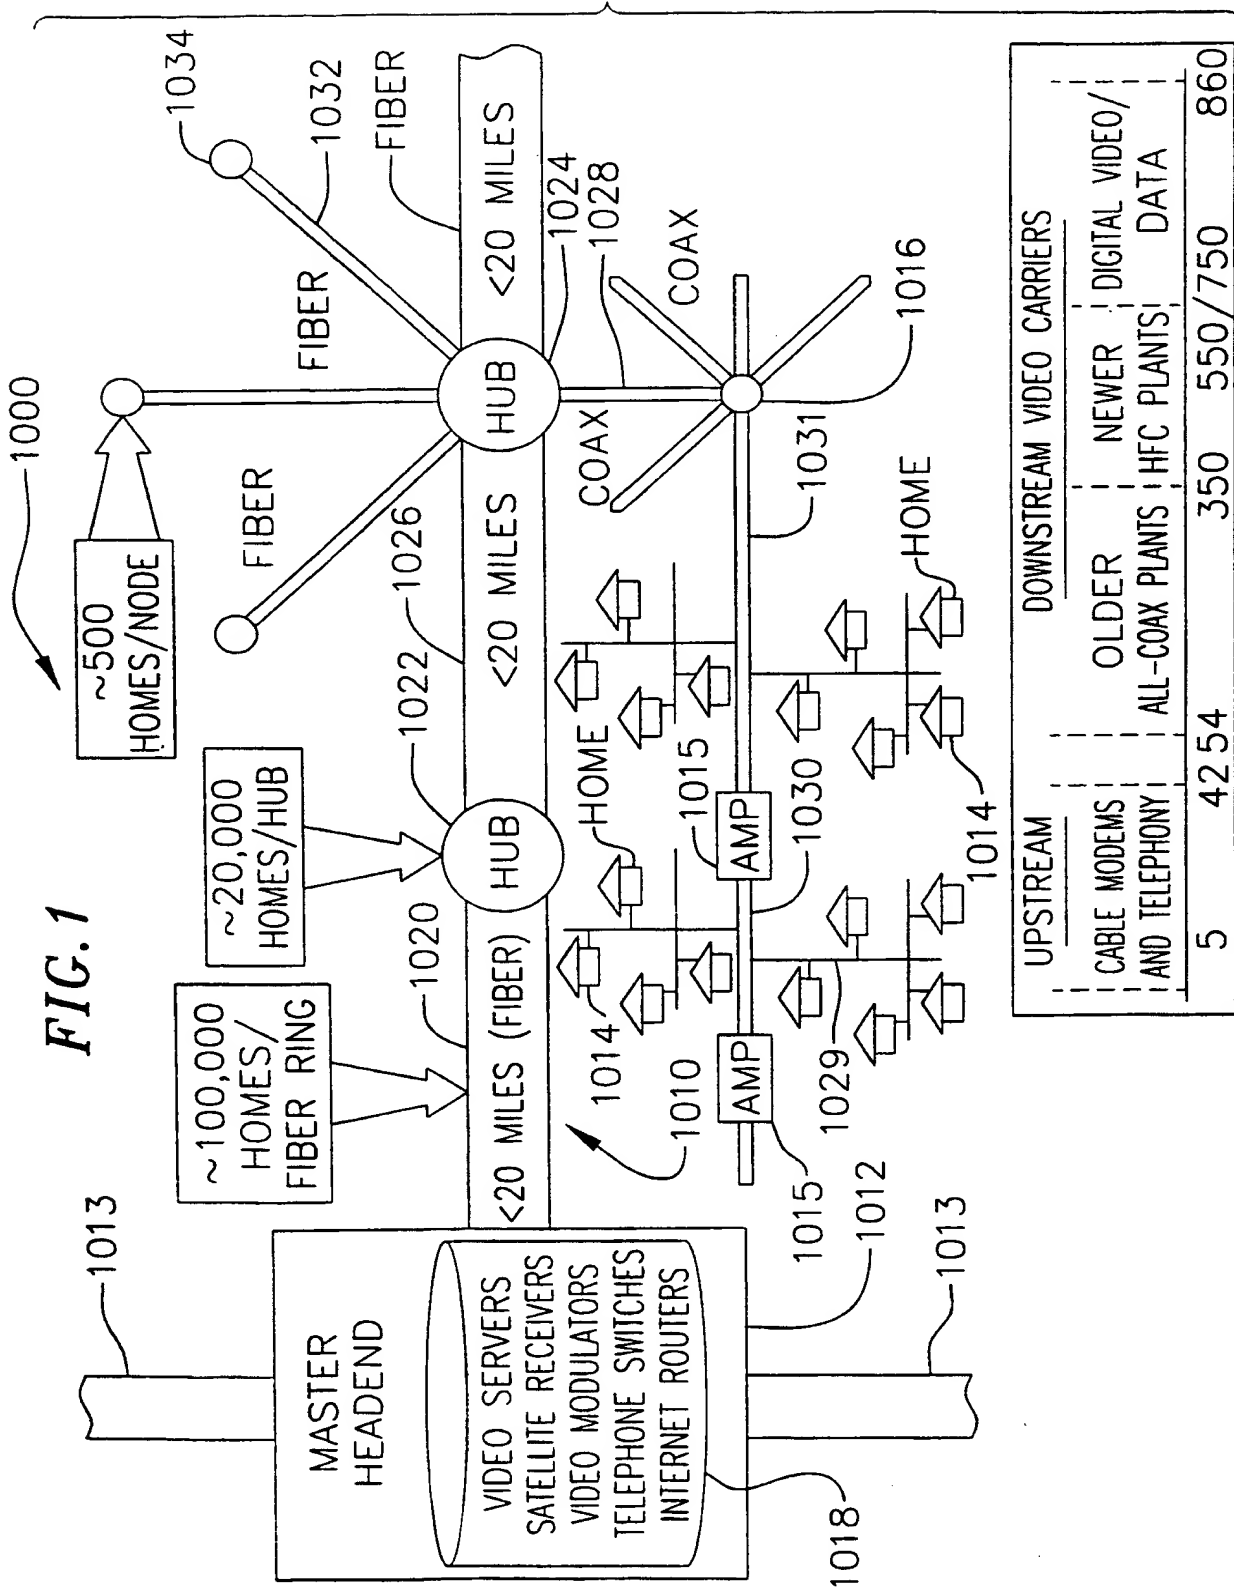 FIG.1
1000
~100,000
HOMES/
FIBER RING
~20,000
HOMES/HUB
~500
HOMES/NODE
1013
MASTER
HEADEND
VIDEO SERVERS
SATELLITE RECEIVERS
VIDEO MODULATORS
TELEPHONE SWITCHES
INTERNET ROUTERS
1018
1012
1013
<20 MILES (FIBER)
1020
HUB
1022
<20 MILES
1026
HUB
<20 MILES
FIBER
FIBER
FIBER
1034
1032
1024
1028
COAX
COAX
1016
1031
1010
1014
HOME
AMP
1015
AMP
1015
1030
1029
1014
HOME
UPSTREAM
DOWNSTREAM VIDEO CARRIERS
CABLE MODEMS
AND TELEPHONY
OLDER
ALL-COAX PLANTS
NEWER
HFC PLANTS
DIGITAL VIDEO/
DATA
5 42 54 350 550/750 860